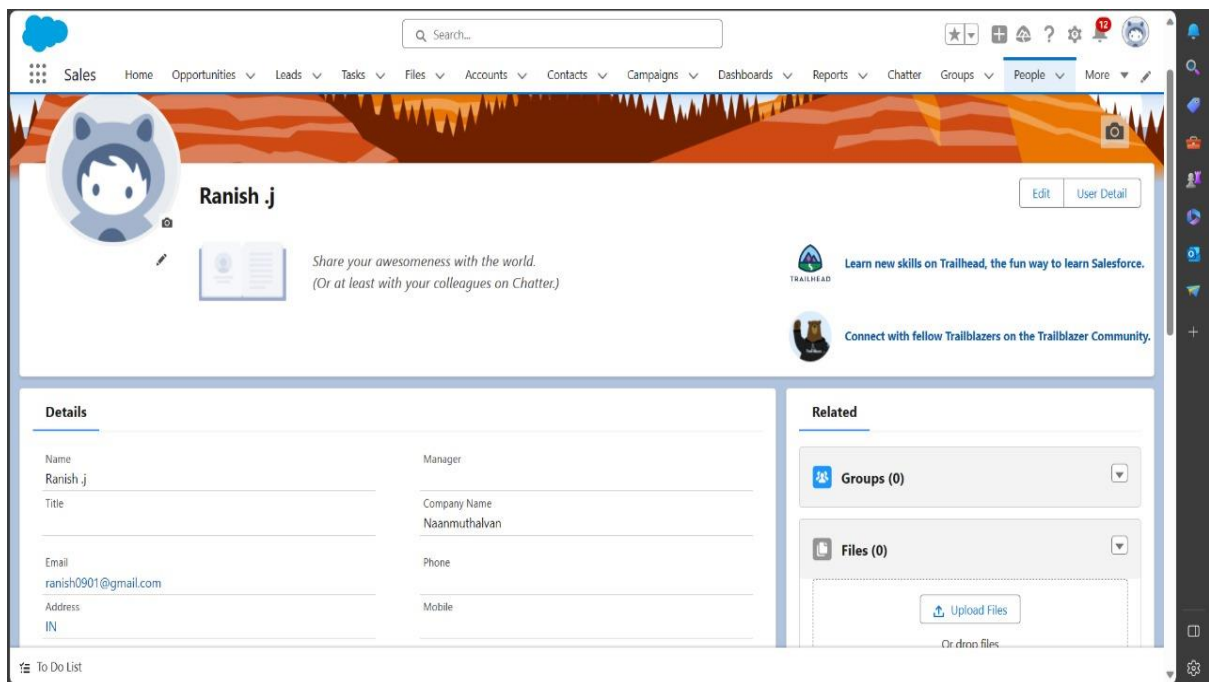 Search...
12
Sales Home Opportunities Leads Tasks Files Accounts Contacts Campaigns Dashboards Reports Chatter Groups People More
Ranish .j
Edit User Detail
Share your awesomeness with the world.
(Or at least with your colleagues on Chatter.)
TRAILHEAD
Learn new skills on Trailhead, the fun way to learn Salesforce.
Connect with fellow Trailblazers on the Trailblazer Community.
Details
Name
Ranish .j
Manager
Title
Company Name
Naanmuthalvan
Email
ranish0901@gmail.com
Phone
Address
IN
Mobile
Related
Groups (0)
Files (0)
Upload Files
Or drop files
To Do List